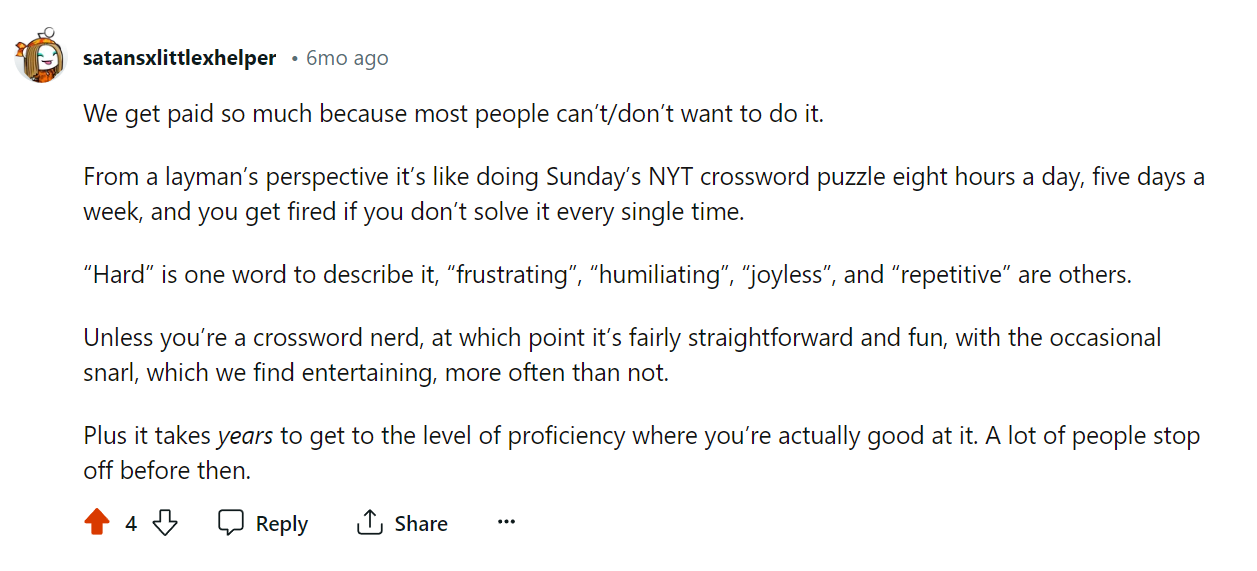 satansxlittlexhelper • 6mo ago
We get paid so much because most people can’t/don’t want to do it.
From a layman’s perspective it’s like doing Sunday’s NYT crossword puzzle eight hours a day, five days a
week, and you get fired if you don’t solve it every single time.
“Hard” is one word to describe it, “frustrating”, “humiliating”, “joyless”, and “repetitive” are others.
Unless you’re a crossword nerd, at which point it’s fairly straightforward and fun, with the occasional
snarl, which we find entertaining, more often than not.
Plus it takes years to get to the level of proficiency where you’re actually good at it. A lot of people stop
off before then.
4 Reply Share ...